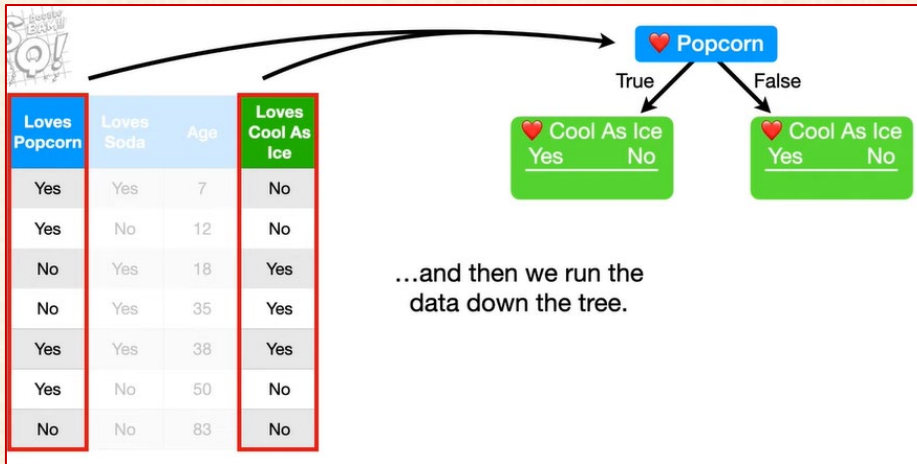 BAM!!
SQ!
❤️ Popcorn
True False
❤️ Cool As Ice
Yes No
❤️ Cool As Ice
Yes No
Loves Popcorn Loves Soda Age Loves Cool As Ice
Yes Yes 7 No
Yes No 12 No
No Yes 18 Yes
No Yes 35 Yes
Yes Yes 38 Yes
Yes No 50 No
No No 83 No
…and then we run the
data down the tree.